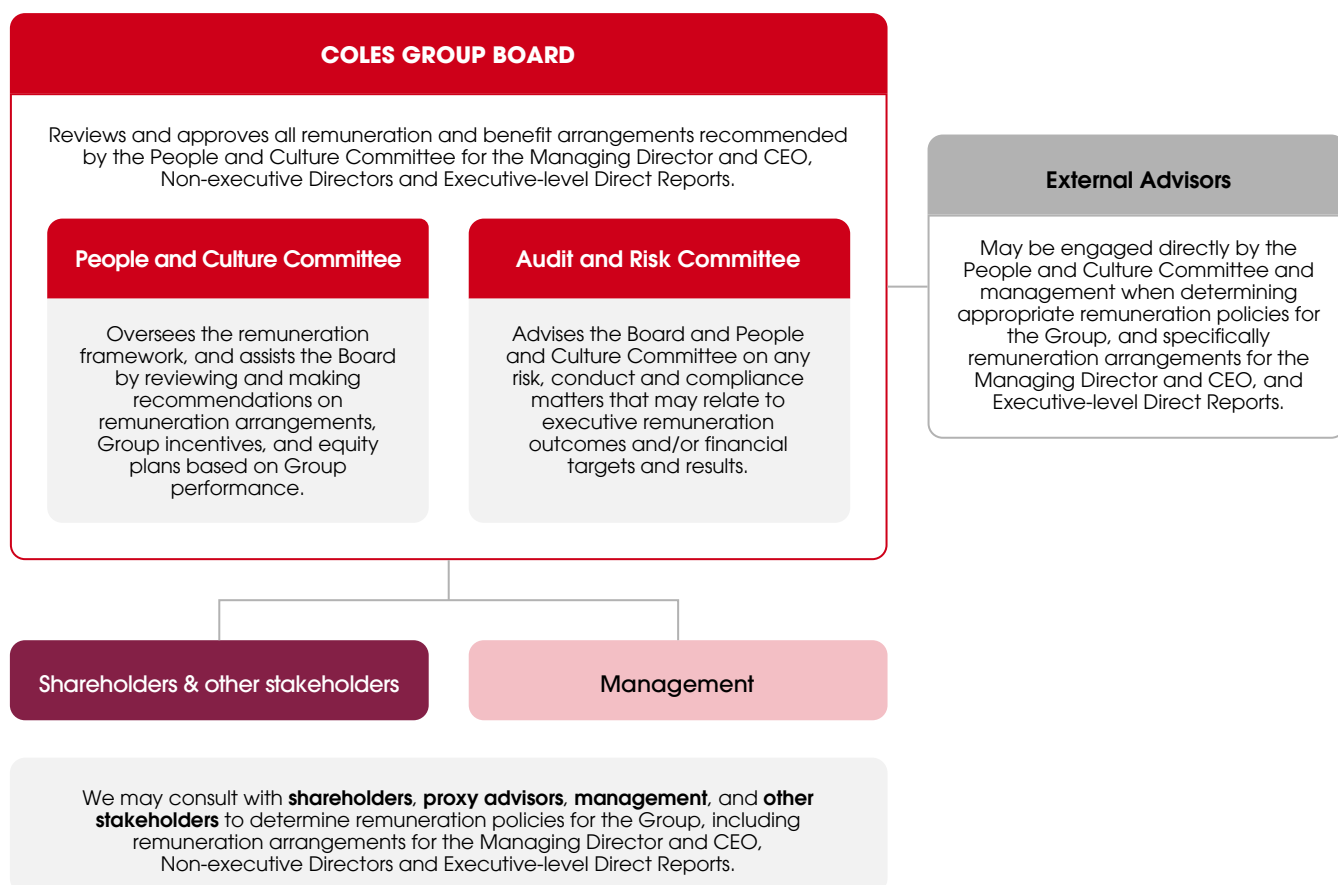 COLES GROUP BOARD
Reviews and approves all remuneration and benefit arrangements recommended
by the People and Culture Committee for the Managing Director and CEO,
Non-executive Directors and Executive-level Direct Reports.
People and Culture Committee
Oversees the remuneration
framework, and assists the Board
by reviewing and making
recommendations on
remuneration arrangements,
Group incentives, and equity
plans based on Group
performance.
Audit and Risk Committee
Advises the Board and People
and Culture Committee on any
risk, conduct and compliance
matters that may relate to
executive remuneration
outcomes and/or financial
targets and results.
External Advisors
May be engaged directly by the
People and Culture Committee and
management when determining
appropriate remuneration policies for
the Group, and specifically
remuneration arrangements for the
Managing Director and CEO, and
Executive-level Direct Reports.
Shareholders & other stakeholders
Management
We may consult with shareholders, proxy advisors, management, and other
stakeholders to determine remuneration policies for the Group, including
remuneration arrangements for the Managing Director and CEO,
Non-executive Directors and Executive-level Direct Reports.